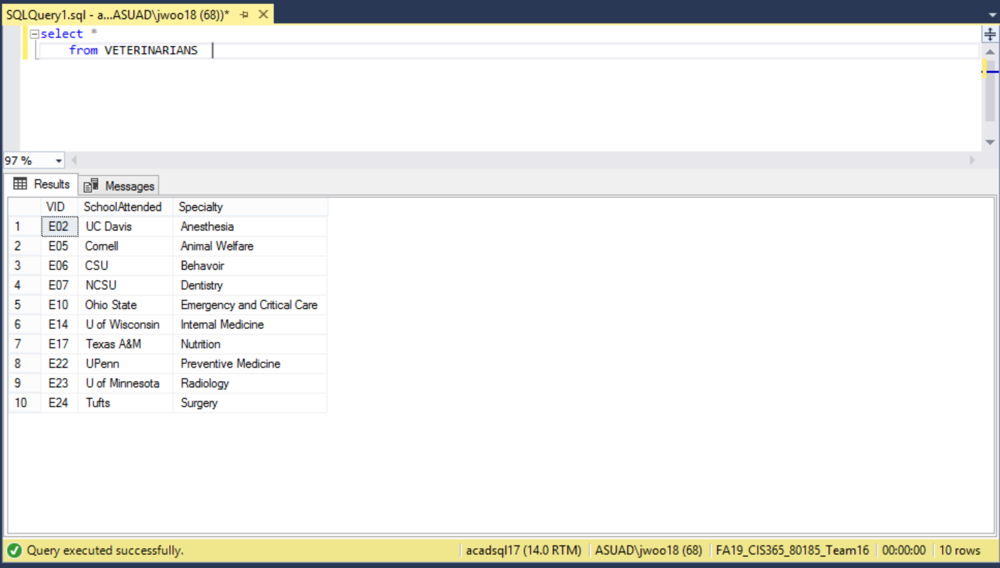 SQLQuery1.sql - a...ASUAD\jwoo18 (68))*
select *
from VETERINARIANS
97 %
Results Messages
VID SchoolAttended Specialty
1 E02 UC Davis Anesthesia
2 E05 Cornell Animal Welfare
3 E06 CSU Behavoir
4 E07 NCSU Dentistry
5 E10 Ohio State Emergency and Critical Care
6 E14 U of Wisconsin Internal Medicine
7 E17 Texas A&M Nutrition
8 E22 UPenn Preventive Medicine
9 E23 U of Minnesota Radiology
10 E24 Tufts Surgery
Query executed successfully. acadsql17 (14.0 RTM) ASUAD\jwoo18 (68) FA19_CIS365_80185_Team16 00:00:00 10 rows